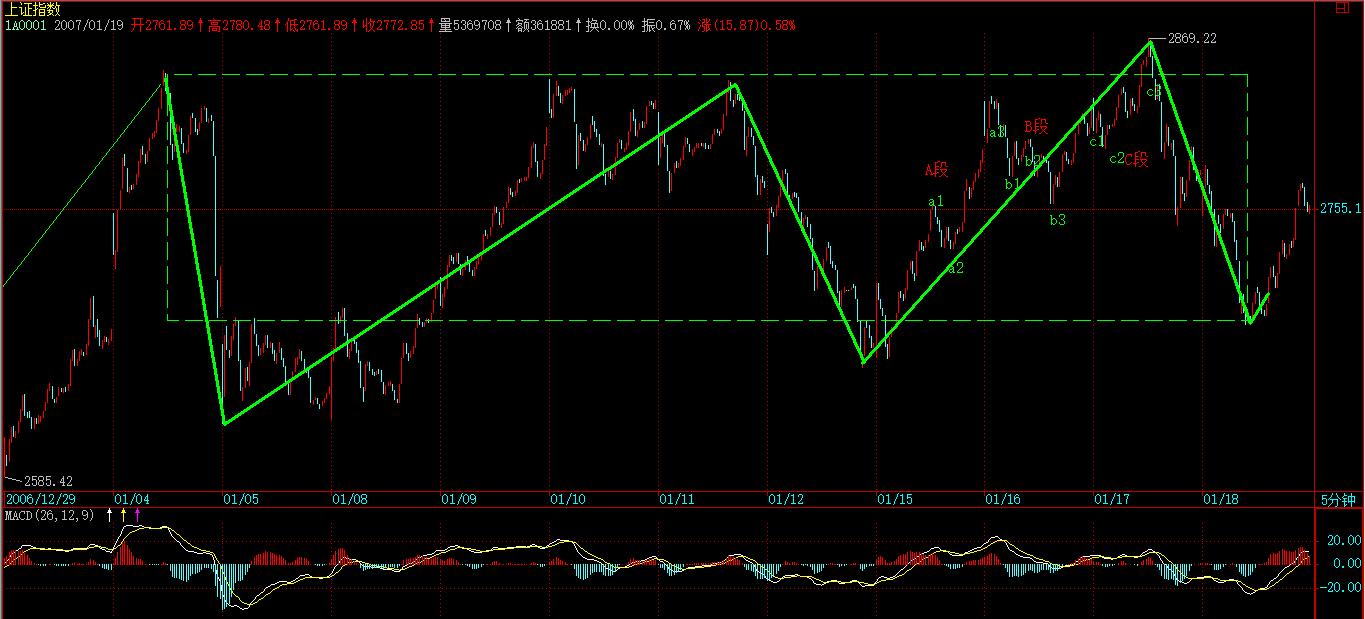 上证指数
1A0001 2007/01/19 开2761.89↑高2780.48↑低2761.89↑收2772.85↑量5369708↑额361881↑换0.00% 振0.67% 涨(15.87)0.58%
2869.22
c3
a3
B段
b2
c1
c2C段
A段
b1
a1
b3
2755.1
a2
2585.42
2006/12/29 01/04 01/05 01/08 01/09 01/10 01/11 01/12 01/15 01/16 01/17 01/18 5分钟
MACD(26,12,9) ↑ ↑ ↑
20.00
0.00
-20.00